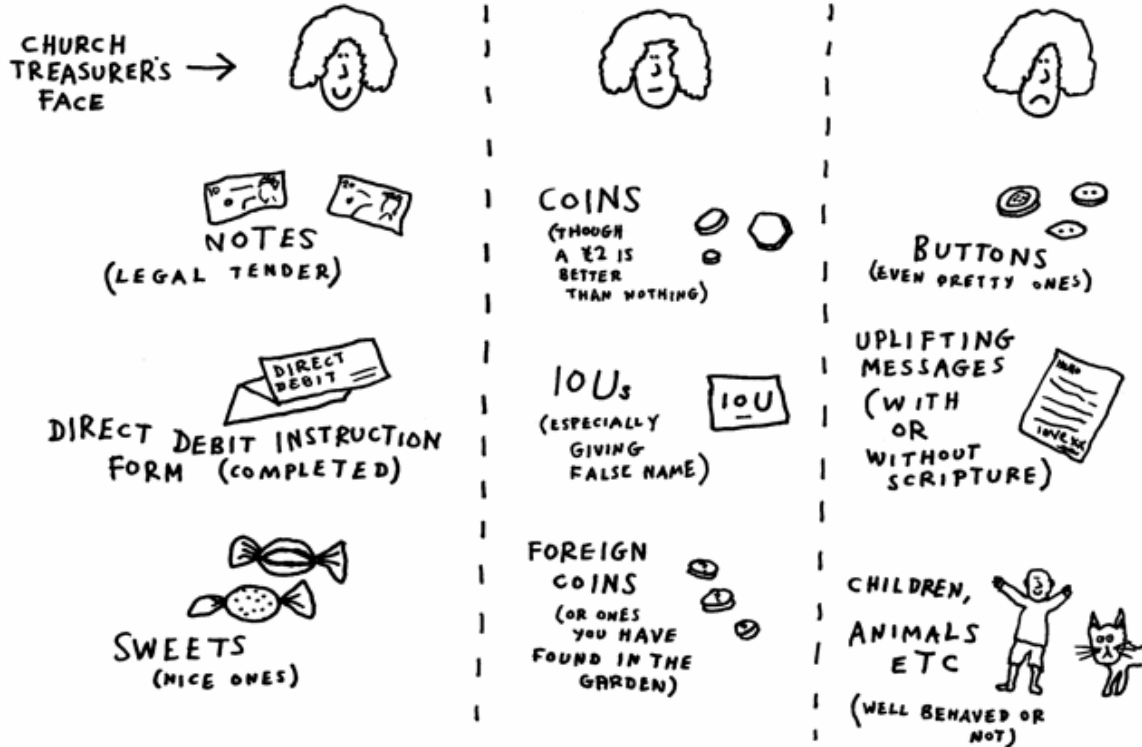 CHURCH
TREASURER'S
FACE
10
20
NOTES
(LEGAL TENDER)
DIRECT
DEBIT
DIRECT DEBIT INSTRUCTION
FORM (COMPLETED)
SWEETS
(NICE ONES)
COINS
(THOUGH
A £2 IS
BETTER
THAN NOTHING)
IOUs
(ESPECIALLY
GIVING
FALSE NAME)
IOU
FOREIGN
COINS
(OR ONES
YOU HAVE
FOUND IN THE
GARDEN)
BUTTONS
(EVEN PRETTY ONES)
UPLIFTING
MESSAGES
(WITH
OR
WITHOUT
SCRIPTURE)
LOVE XX
CHILDREN,
ANIMALS
ETC
(WELL BEHAVED OR
NOT)